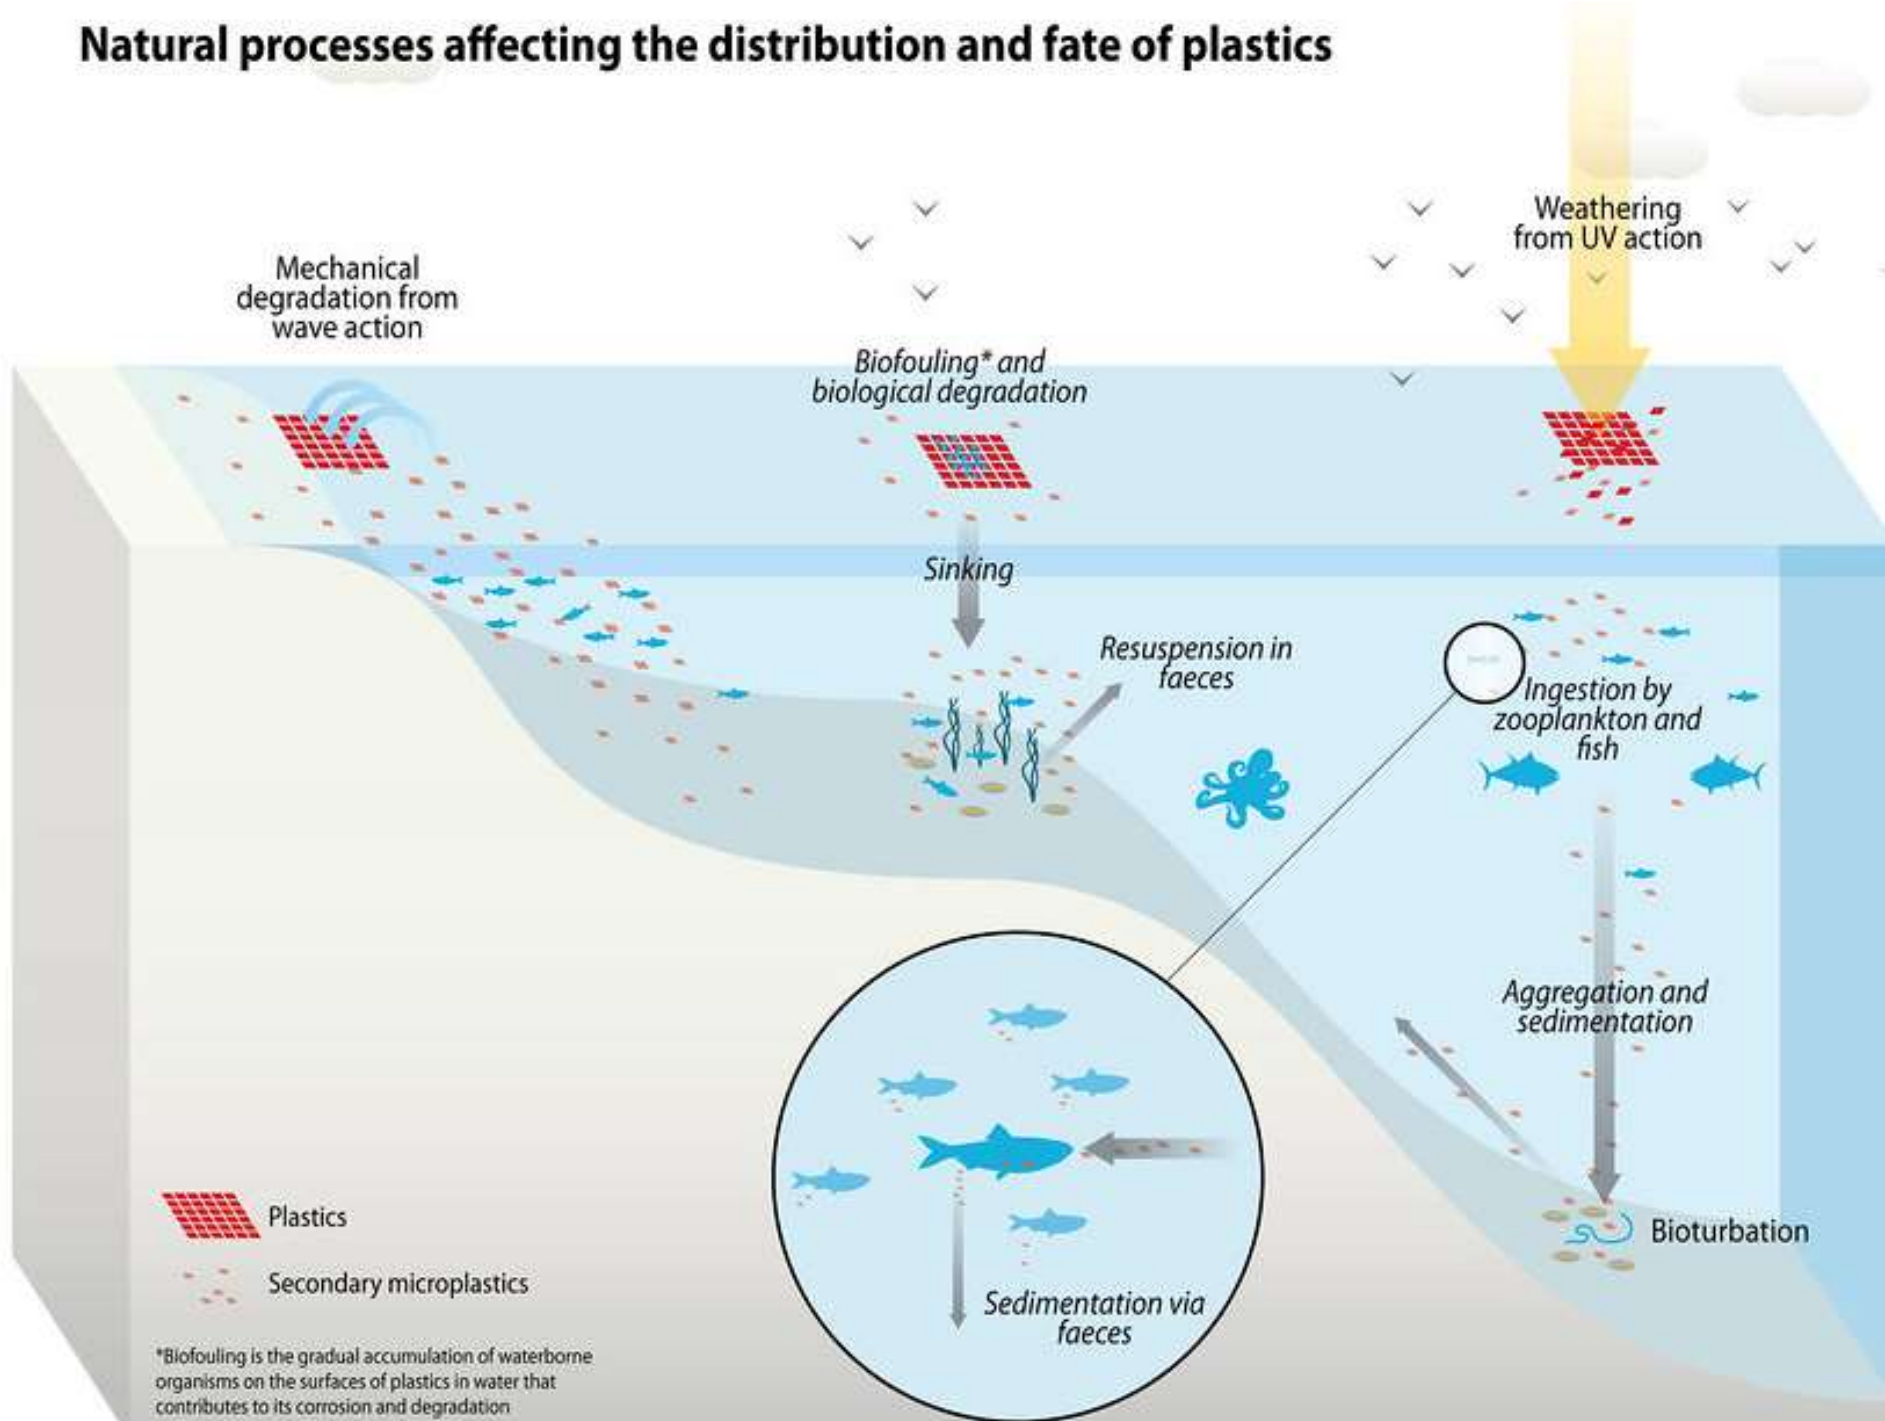 Natural processes affecting the distribution and fate of plastics
Weathering
from UV action
Mechanical
degradation from
wave action
Biofouling* and
biological degradation
Sinking
Resuspension in
faeces
Ingestion by
zooplankton and
fish
Aggregation and
sedimentation
Bioturbation
Sedimentation via
faeces
Plastics
Secondary microplastics
*Biofouling is the gradual accumulation of waterborne
organisms on the surfaces of plastics in water that
contributes to its corrosion and degradation